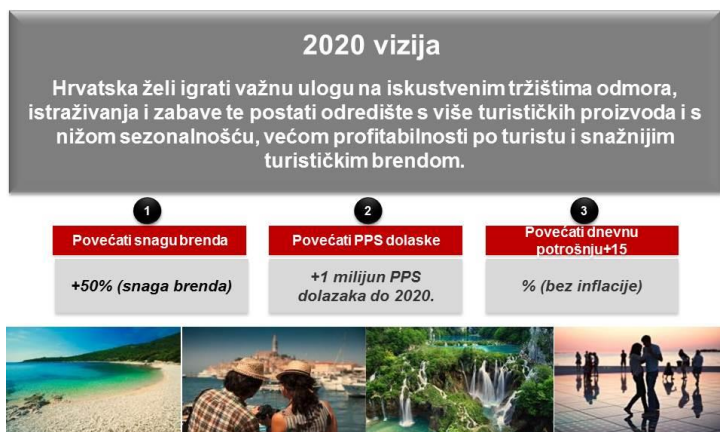 2020 vizija
Hrvatska želi igrati važnu ulogu na iskustvenim tržištima odmora,
istraživanja i zabave te postati odredište s više turističkih proizvoda i s
nižom sezonalnošću, većom profitabilnosti po turistu i snažnijim
turističkim brendom.
1
Povećati snagu brenda
+50% (snaga brenda)
2
Povećati PPS dolaske
+1 milijun PPS
dolazaka do 2020.
3
Povećati dnevnu
potrošnju+15
% (bez inflacije)